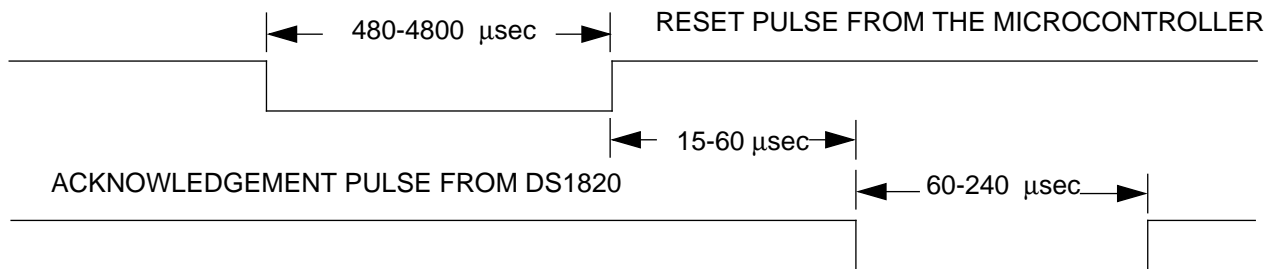 480-4800 μsec
RESET PULSE FROM THE MICROCONTROLLER
15-60 μsec
ACKNOWLEDGEMENT PULSE FROM DS1820
60-240 μsec